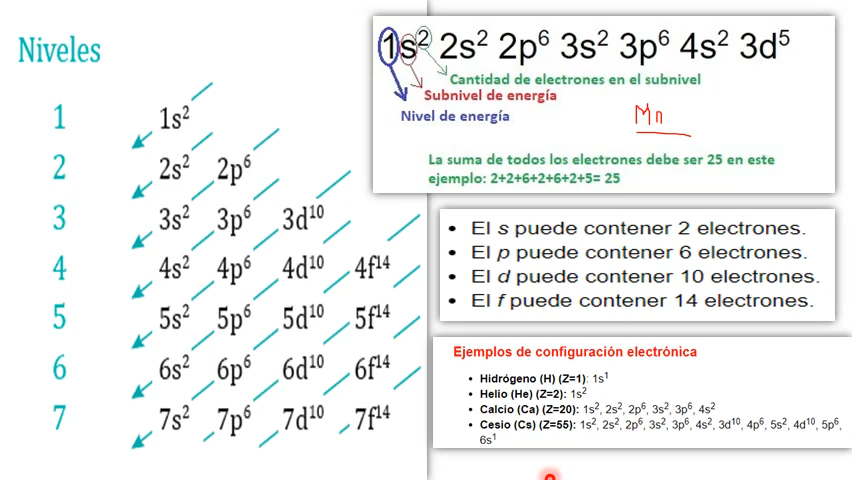 Niveles
1 1s² 
2 2s² 2p⁶
3 3s² 3p⁶ 3d¹⁰
4 4s² 4p⁶ 4d¹⁰ 4f¹⁴
5 5s² 5p⁶ 5d¹⁰ 5f¹⁴
6 6s² 6p⁶ 6d¹⁰ 6f¹⁴
7 7s² 7p⁶ 7d¹⁰ 7f¹⁴
1s² 2s² 2p⁶ 3s² 3p⁶ 4s² 3d⁵
Cantidad de electrones en el subnivel
Subnivel de energía
Nivel de energía
Mn
La suma de todos los electrones debe ser 25 en este
ejemplo: 2+2+6+2+6+2+5= 25
• El s puede contener 2 electrones.
• El p puede contener 6 electrones.
• El d puede contener 10 electrones.
• El f puede contener 14 electrones.
Ejemplos de configuración electrónica
• Hidrógeno (H) (Z=1): 1s¹
• Helio (He) (Z=2): 1s²
• Calcio (Ca) (Z=20): 1s², 2s², 2p⁶, 3s², 3p⁶, 4s²
• Cesio (Cs) (Z=55): 1s², 2s², 2p⁶, 3s², 3p⁶, 4s², 3d¹⁰, 4p⁶, 5s², 4d¹⁰, 5p⁶,
6s¹